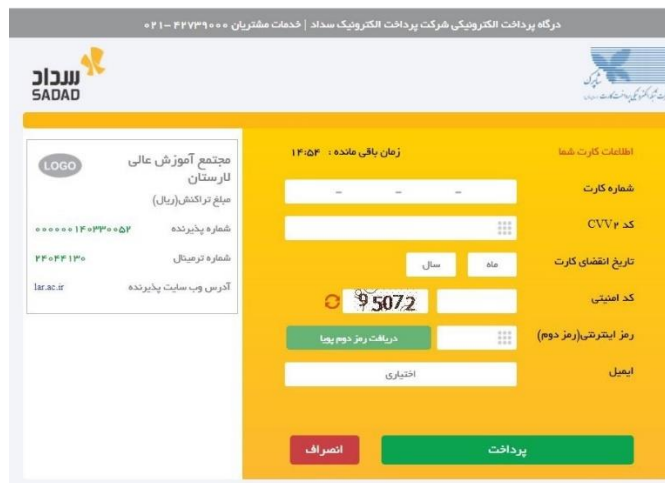 درگاه پرداخت الکترونیکی شرکت پرداخت الکترونیک سداد | خدمات مشتریان ۴۲۷۳۹۰۰۰ –۰۲۱
سداد
SADAD
شاپرک
اطلاعات کارت شما
زمان باقی مانده : ۱۴:۵۴
شماره کارت
– – –
کد CVV۲
تاریخ انقضای کارت
ماه
سال
کد امنیتی
95072
رمز اینترنتی(رمز دوم)
دریافت رمز دوم پویا
ایمیل
اختیاری
پرداخت
انصراف
LOGO
مجتمع آموزش عالی
لارستان
مبلغ تراکنش(ریال)
شماره پذیرنده ۰۰۰۰۰۰۱۴۰۳۳۰۰۵۲
شماره ترمینال ۲۴۰۴۴۱۳۰
آدرس وب سایت پذیرنده lar.ac.ir